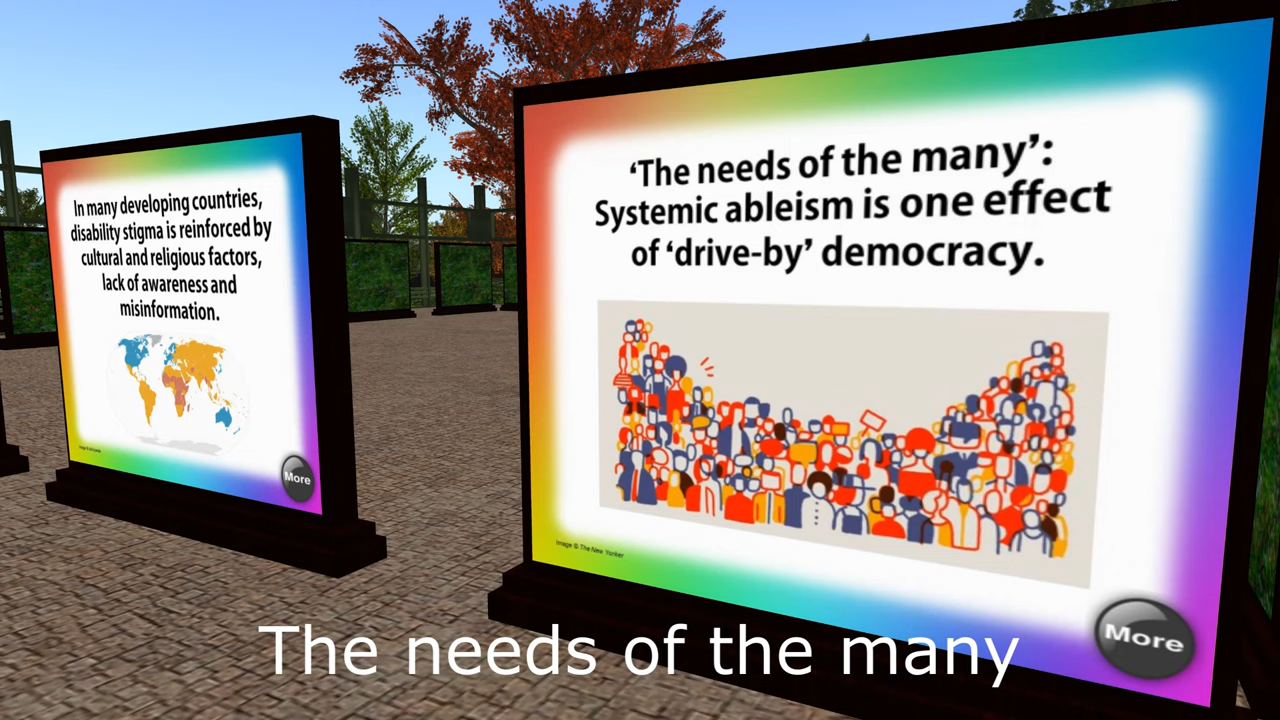 In many developing countries,
disability stigma is reinforced by
cultural and religious factors,
lack of awareness and
misinformation.
More
‘The needs of the many’:
Systemic ableism is one effect
of ‘drive-by’ democracy.
Image © The New Yorker
More
The needs of the many